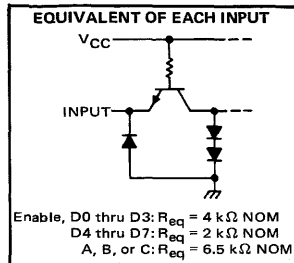 EQUIVALENT OF EACH INPUT
VCC
INPUT
Enable, D0 thru D3: Req = 4 kΩ NOM
D4 thru D7: Req = 2 kΩ NOM
A, B, or C: Req = 6.5 kΩ NOM